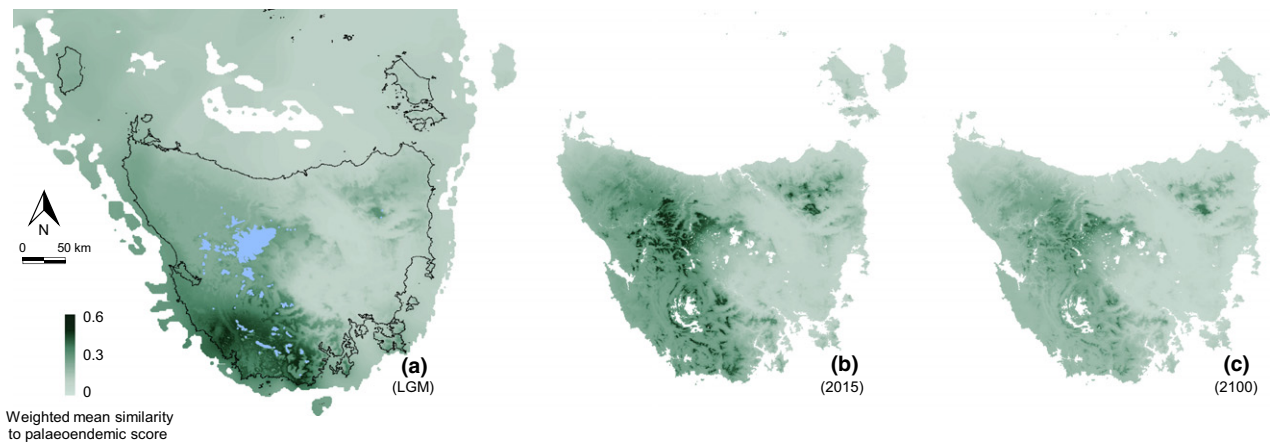 N
0 50 km
0.6
0.3
0
Weighted mean similarity
to palaeoendemic score
(a)
(LGM)
(b)
(2015)
(c)
(2100)